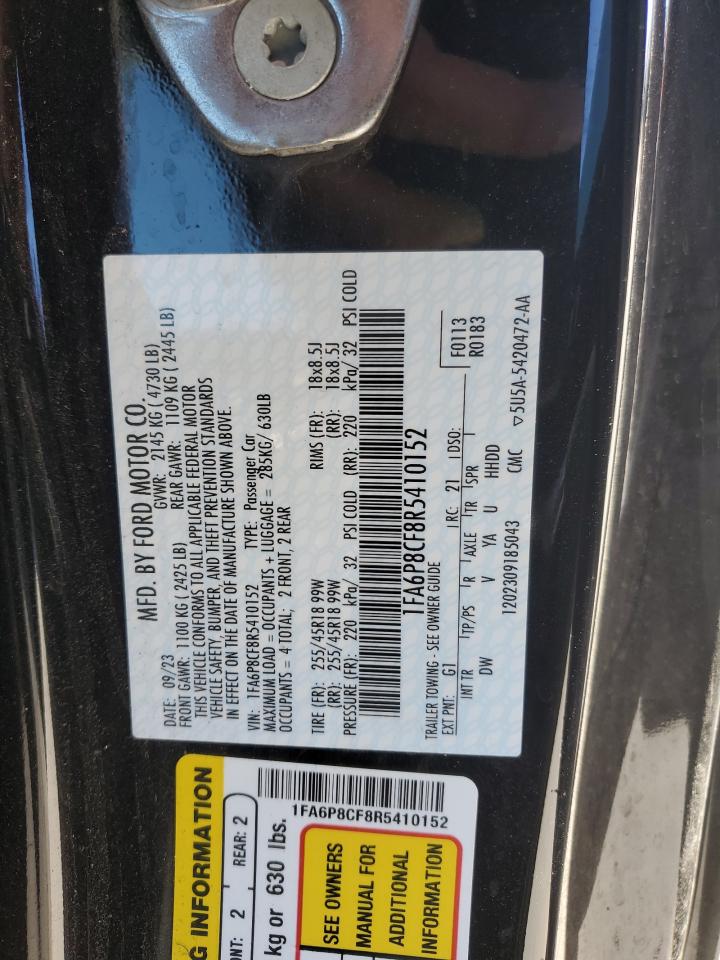 MFD. BY FORD MOTOR CO.
DATE: 09/23 GVWR: 2145 KG ( 4730 LB)
FRONT GAWR: 1100 KG ( 2425 LB) REAR GAWR: 1109 KG ( 2445 LB)
THIS VEHICLE CONFORMS TO ALL APPLICABLE FEDERAL MOTOR
VEHICLE SAFETY, BUMPER, AND THEFT PREVENTION STANDARDS
IN EFFECT ON THE DATE OF MANUFACTURE SHOWN ABOVE.
VIN: 1FA6P8CF8R5410152 TYPE: Passenger Car
MAXIMUM LOAD = OCCUPANTS + LUGGAGE = 285KG/ 630LB
OCCUPANTS = 4 TOTAL; 2 FRONT, 2 REAR
TIRE (FR): 255/45R18 99W RIMS (FR): 18x8.5J
(RR): 255/45R18 99W (RR): 18x8.5J
PRESSURE (FR): 220 kPa/ 32 PSI COLD (RR): 220 kPa/ 32 PSI COLD
1FA6P8CF8R5410152
TRAILER TOWING - SEE OWNER GUIDE
EXT PNT: G1 RC: 21 DSO: F0113
R0183
INT TR TP/PS R AXLE TR SPR
DW V YA U HHDD
1202309185043 CMC ▽5U5A-5420472-AA
G INFORMATION
ONT: 2 REAR: 2
kg or 630 lbs.
1FA6P8CF8R5410152
SEE OWNERS
MANUAL FOR
ADDITIONAL
INFORMATION